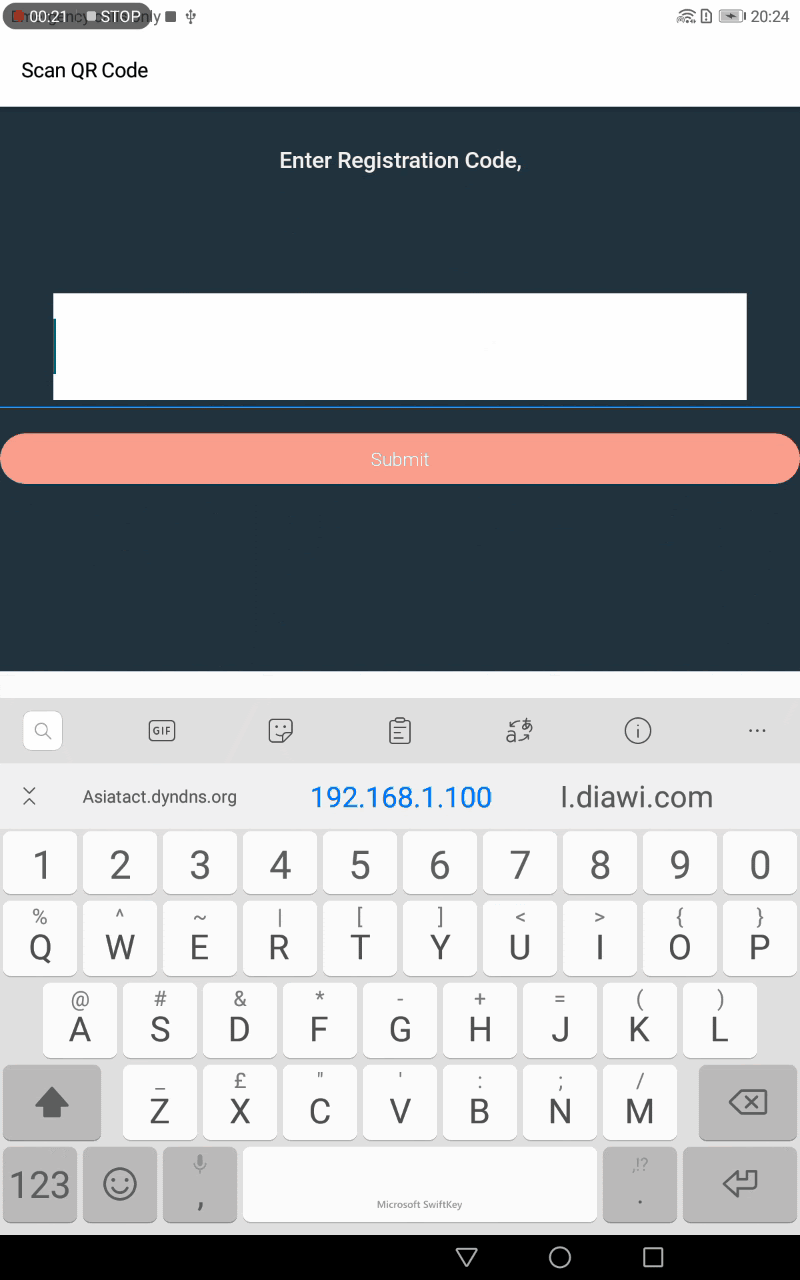 00:21 STOP
20:24
Scan QR Code
Enter Registration Code,
Submit
GIF
Asiatact.dyndns.org 192.168.1.100 I.diawi.com
1 2 3 4 5 6 7 8 9 0
% ^ ~ | [ ] < > { }
Q W E R T Y U I O P
@ # & * - + = ( )
A S D F G H J K L
_ £ " ' : ; /
Z X C V B N M
,!?
123 , .
Microsoft SwiftKey